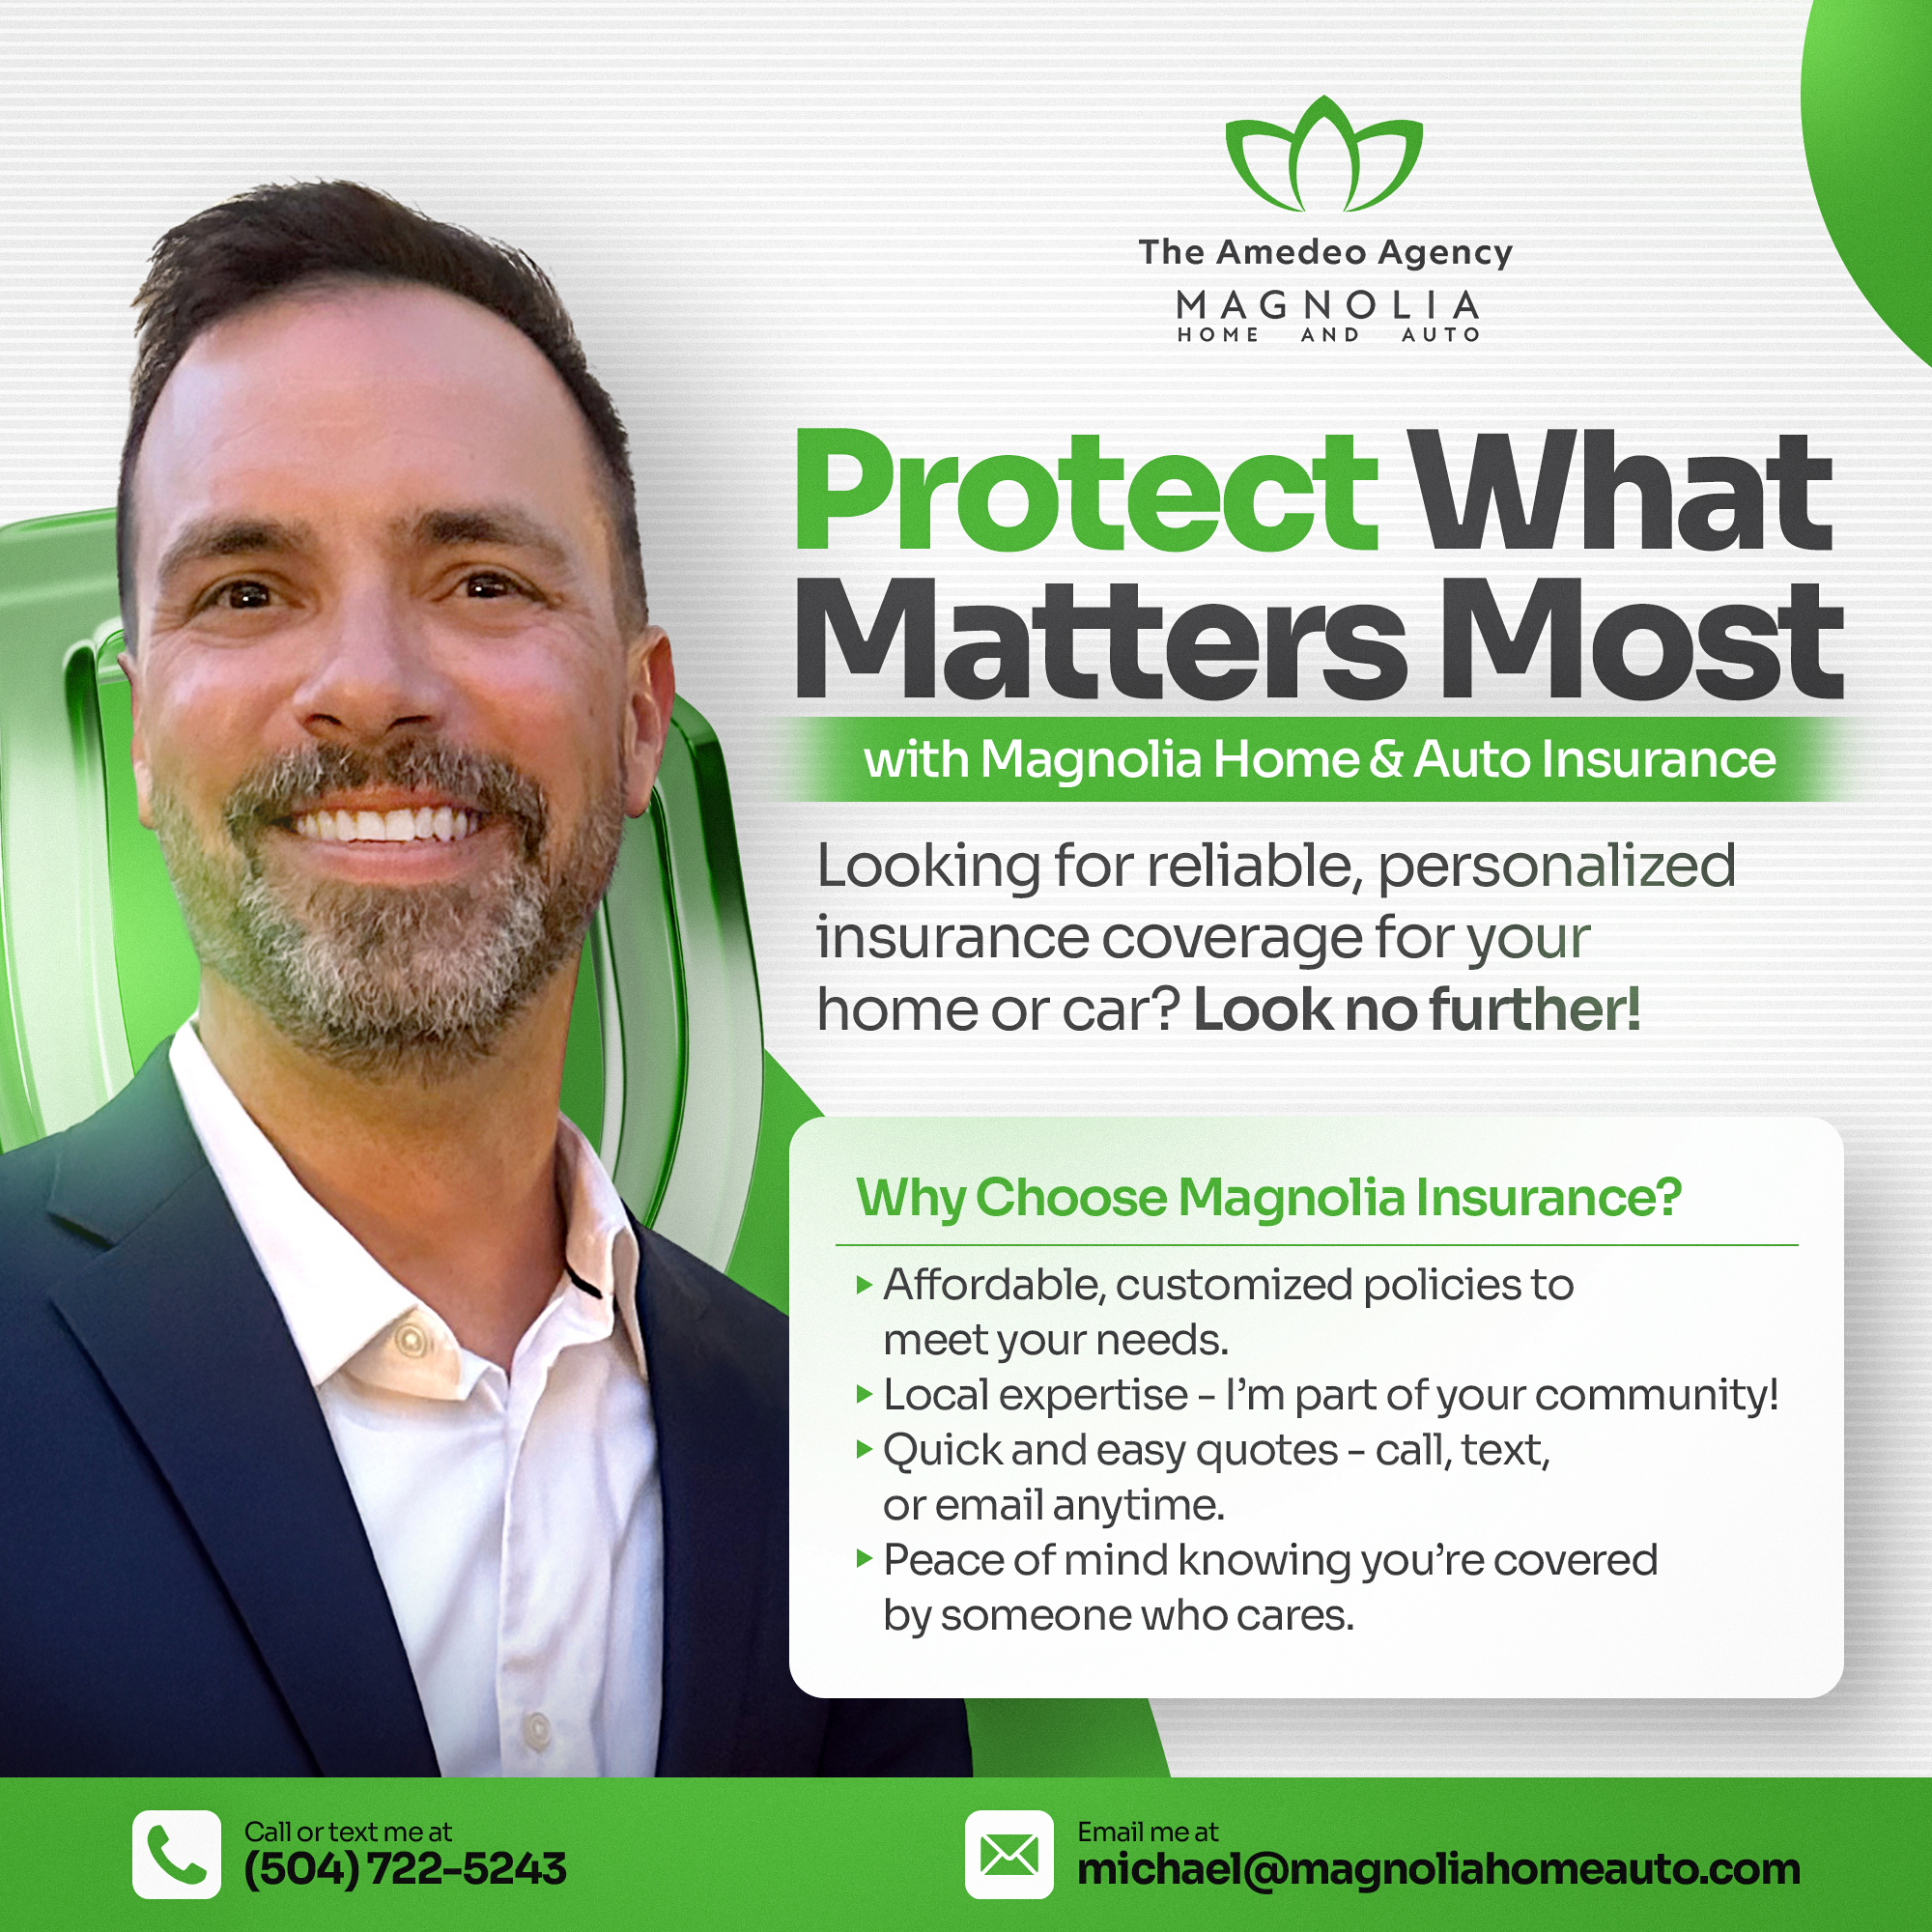 The Amedeo Agency
MAGNOLIA
HOME AND AUTO
Protect What
Matters Most
with Magnolia Home & Auto Insurance
Looking for reliable, personalized
insurance coverage for your
home or car? Look no further!
Why Choose Magnolia Insurance?
Affordable, customized policies to
meet your needs.
Local expertise - I’m part of your community!
Quick and easy quotes - call, text,
or email anytime.
Peace of mind knowing you’re covered
by someone who cares.
Call or text me at
(504) 722-5243
Email me at
michael@magnoliahomeauto.com